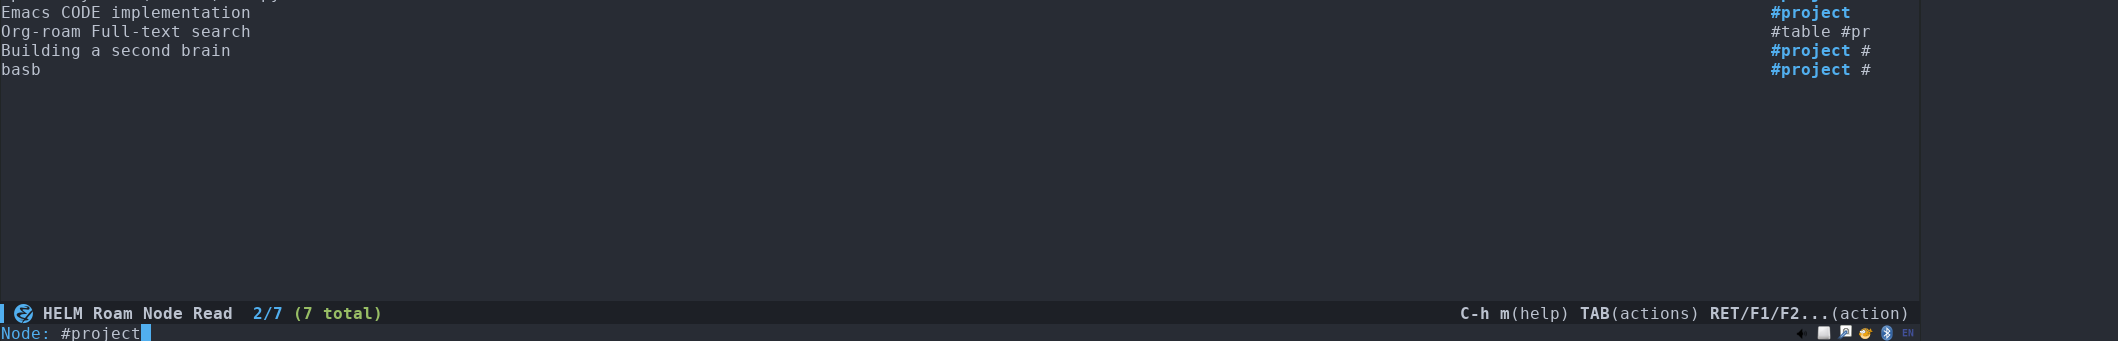 Emacs CODE implementation #project
Org-roam Full-text search #table #pr
Building a second brain #project #
basb #project #
HELM Roam Node Read 2/7 (7 total) C-h m(help) TAB(actions) RET/F1/F2...(action)
Node: #project EN